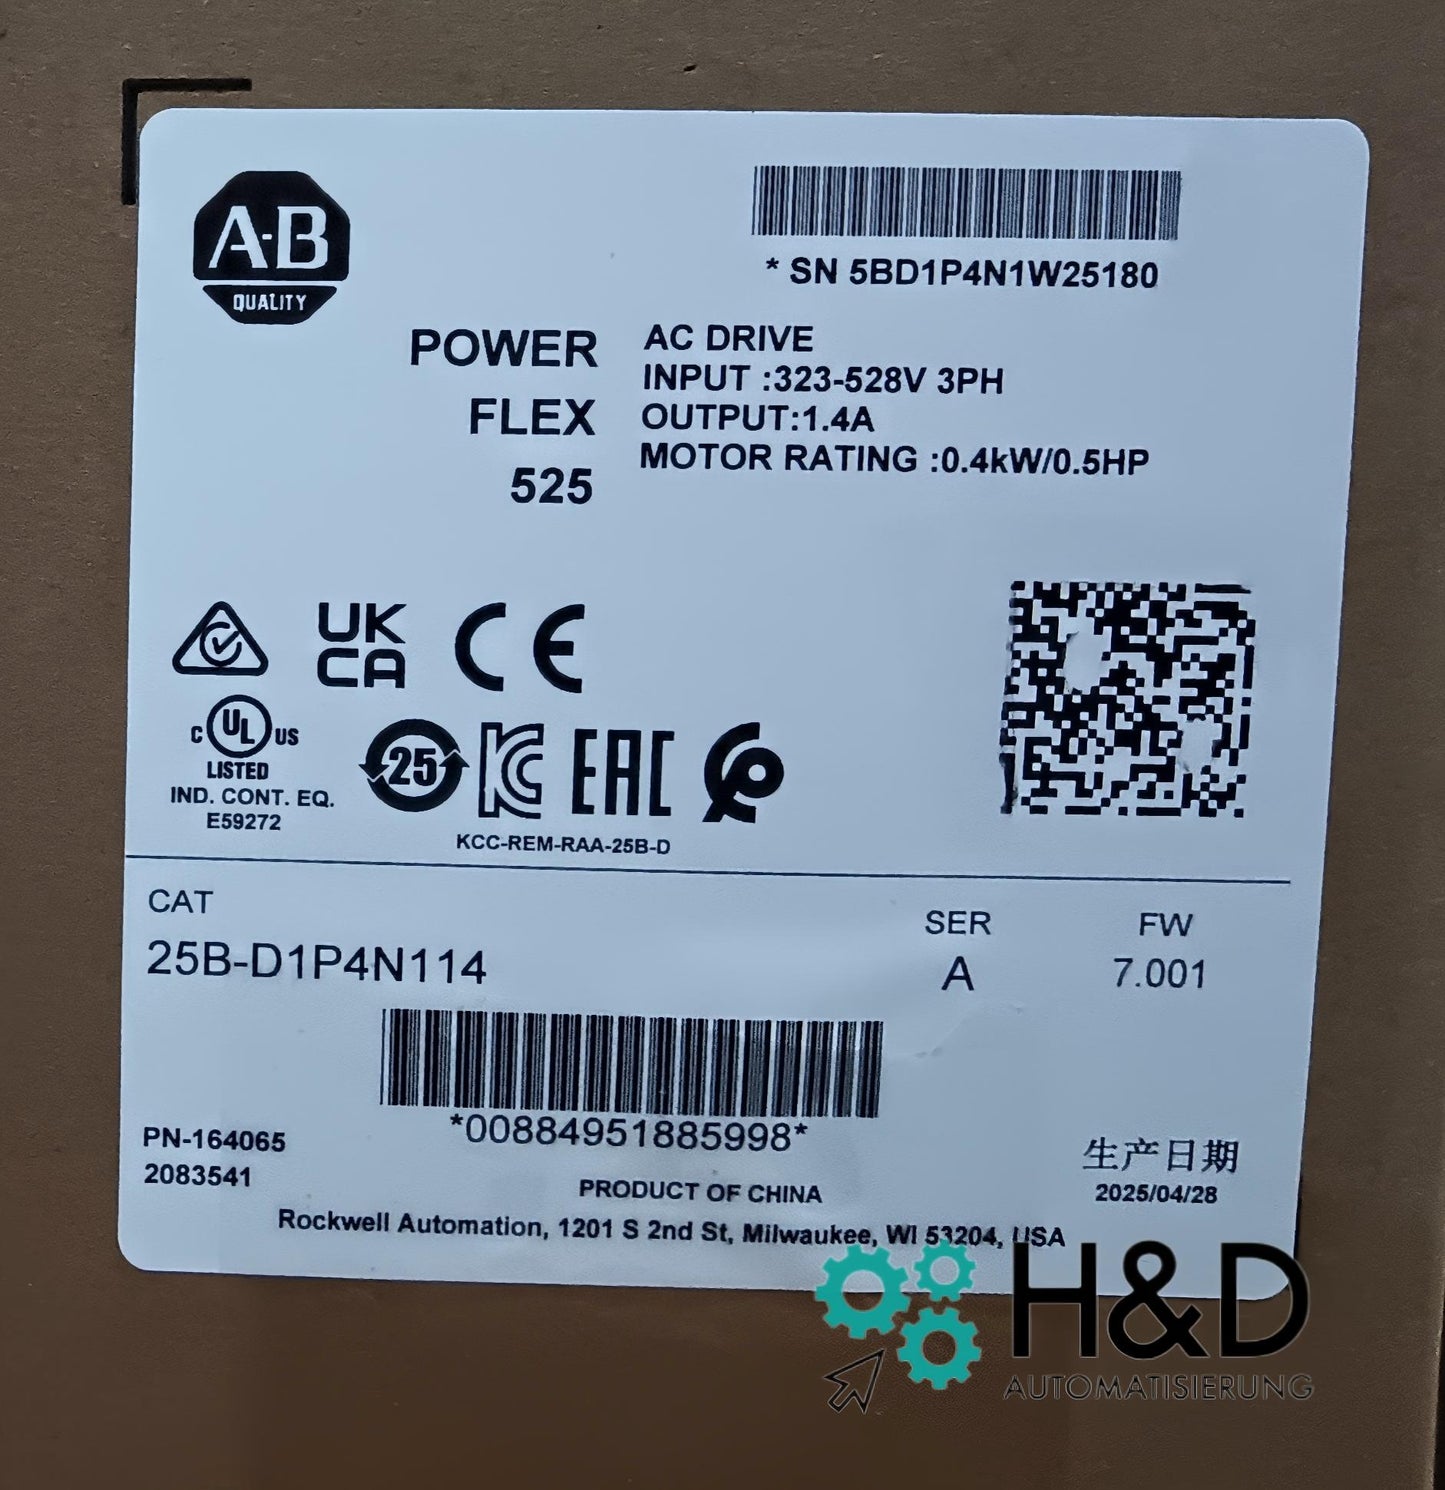 A-B
QUALITY
* SN 5BD1P4N1W25180
POWER
FLEX
525
AC DRIVE
INPUT :323-528V 3PH
OUTPUT:1.4A
MOTOR RATING :0.4kW/0.5HP
UK
CA
CE
C UL US
LISTED
IND. CONT. EQ.
E59272
25
KC
EAC
KCC-REM-RAA-25B-D
CAT
25B-D1P4N114
SER
A
FW
7.001
*00884951885998*
PN-164065
2083541
生产日期
2025/04/28
PRODUCT OF CHINA
Rockwell Automation, 1201 S 2nd St, Milwaukee, WI 53204, USA
H&D
AUTOMATISIERUNG